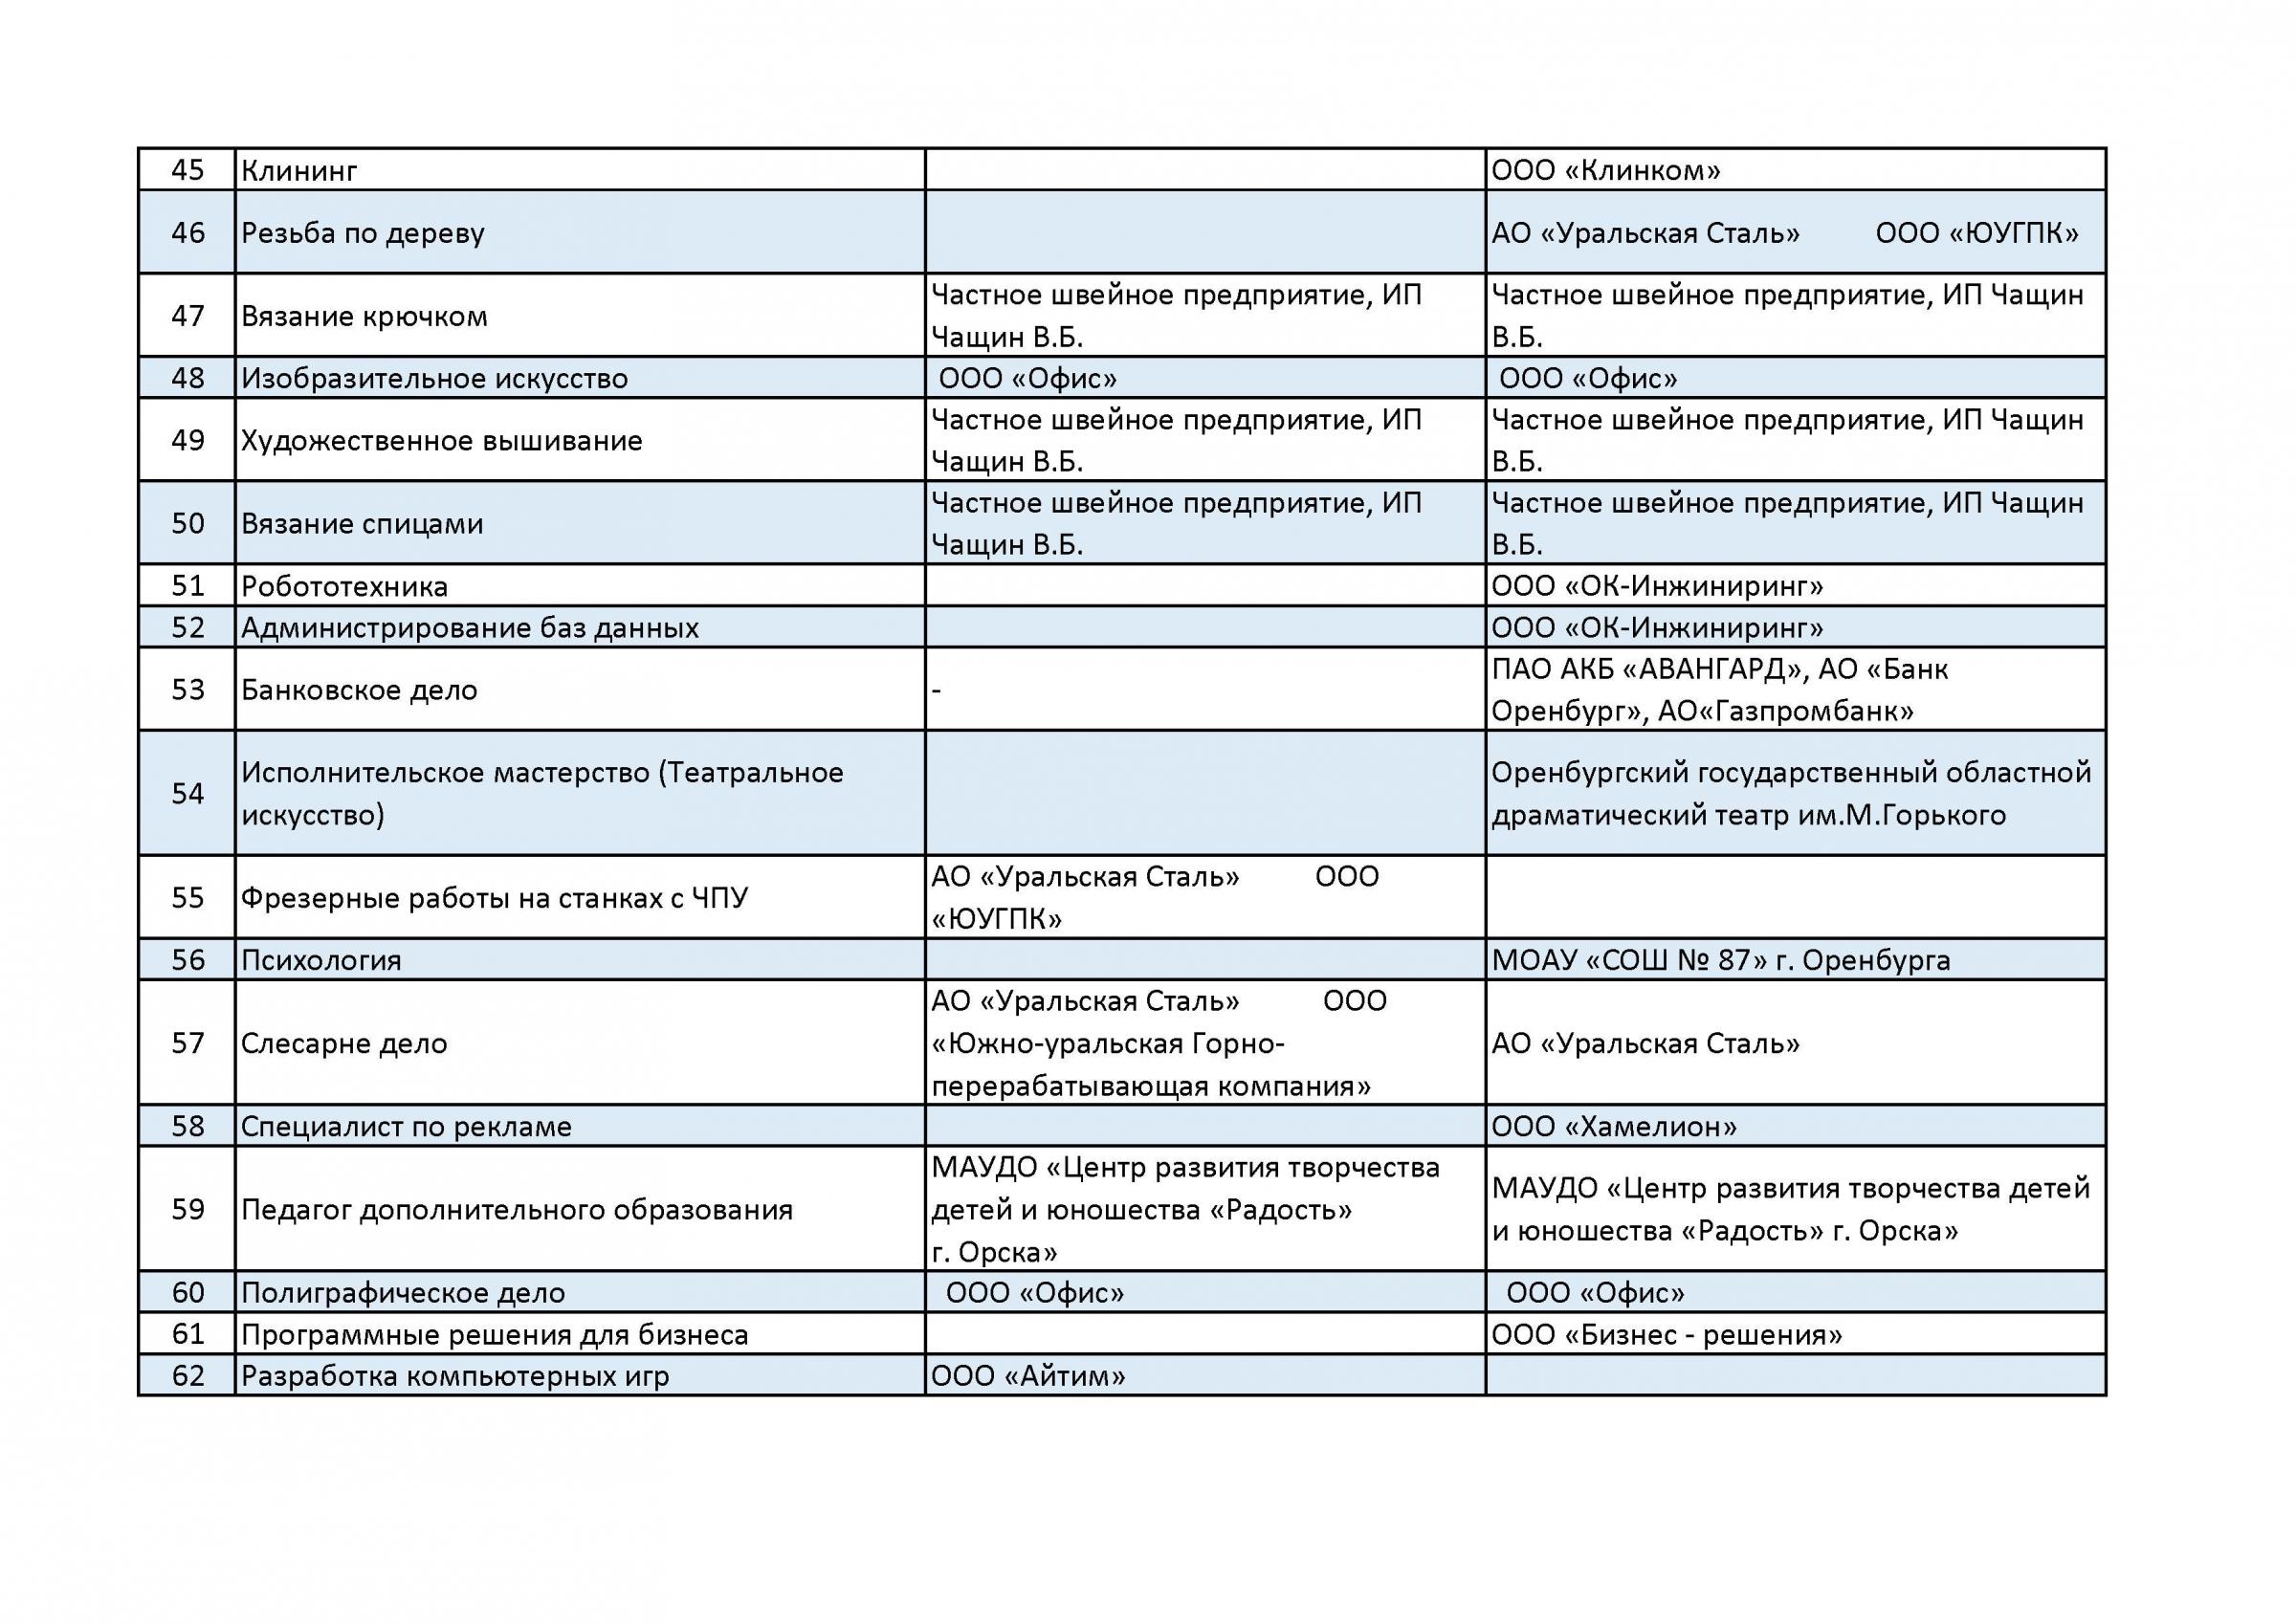 45 Клининг ООО «Клинком»
46 Резьба по дереву АО «Уральская Сталь» ООО «ЮУГПК»
47 Вязание крючком
Частное швейное предприятие, ИП
Чащин В.Б.
Частное швейное предприятие, ИП Чащин
В.Б.
48 Изобразительное искусство ООО «Офис» ООО «Офис»
49 Художественное вышивание
Частное швейное предприятие, ИП
Чащин В.Б.
Частное швейное предприятие, ИП Чащин
В.Б.
50 Вязание спицами
Частное швейное предприятие, ИП
Чащин В.Б.
Частное швейное предприятие, ИП Чащин
В.Б.
51 Робототехника ООО «ОК-Инжиниринг»
52 Администрирование баз данных ООО «ОК-Инжиниринг»
53 Банковское дело -
ПАО АКБ «АВАНГАРД», АО «Банк
Оренбург», АО«Газпромбанк»
54
Исполнительское мастерство (Театральное
искусство)
Оренбургский государственный областной
драматический театр им.М.Горького
55 Фрезерные работы на станках с ЧПУ
АО «Уральская Сталь» ООО
«ЮУГПК»
56 Психология МОАУ «СОШ № 87» г. Оренбурга
57 Слесарне дело
АО «Уральская Сталь» ООО
«Южно-уральская Горно-
перерабатывающая компания»
АО «Уральская Сталь»
58 Специалист по рекламе ООО «Хамелион»
59 Педагог дополнительного образования
МАУДО «Центр развития творчества
детей и юношества «Радость»
г. Орска»
МАУДО «Центр развития творчества детей
и юношества «Радость» г. Орска»
60 Полиграфическое дело ООО «Офис» ООО «Офис»
61 Программные решения для бизнеса ООО «Бизнес - решения»
62 Разработка компьютерных игр ООО «Айтим»